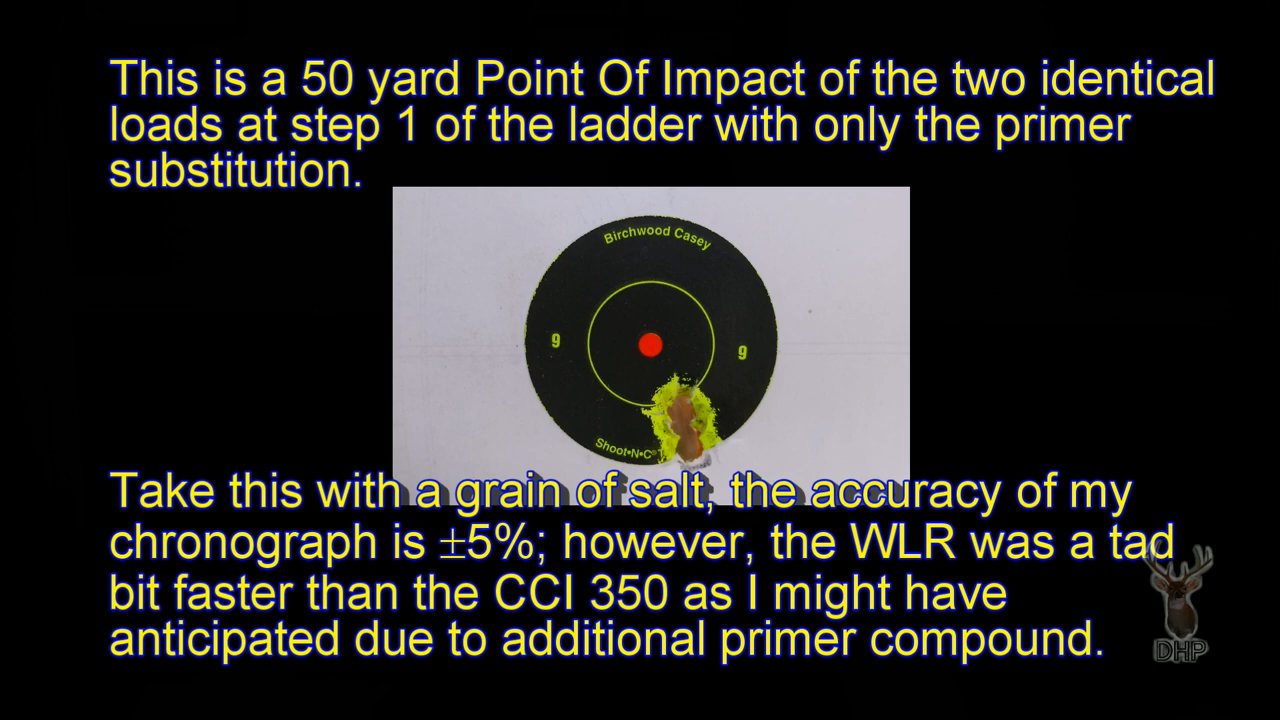 This is a 50 yard Point Of Impact of the two identical
loads at step 1 of the ladder with only the primer
substitution.
Birchwood Casey
9 9
Shoot•N•C®
Take this with a grain of salt, the accuracy of my
chronograph is ±5%; however, the WLR was a tad
bit faster than the CCI 350 as I might have
anticipated due to additional primer compound.
DHP